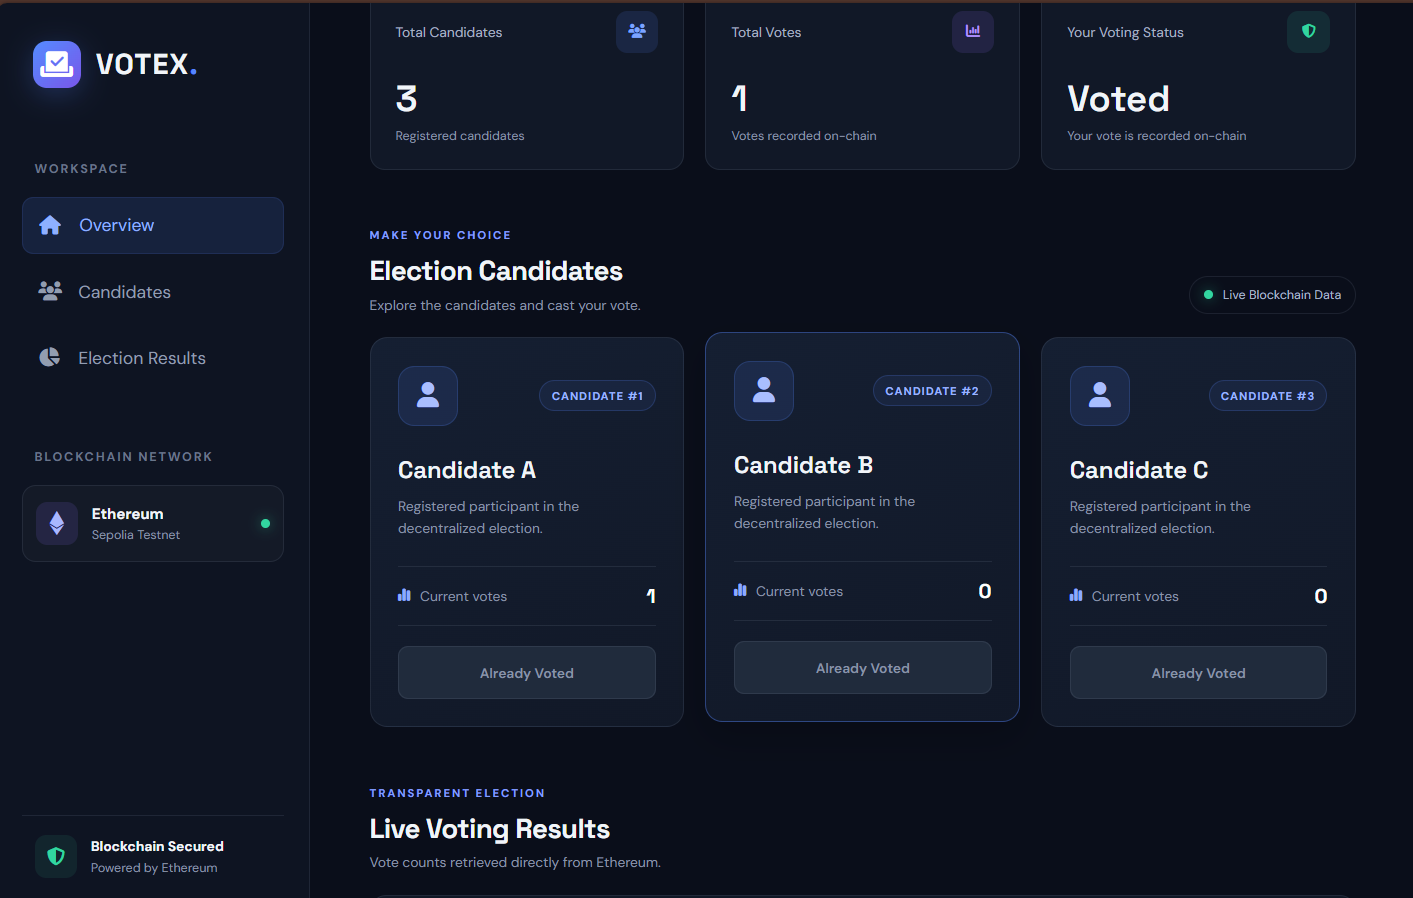 VOTEX.
WORKSPACE
Overview
Candidates
Election Results
BLOCKCHAIN NETWORK
Ethereum
Sepolia Testnet
Blockchain Secured
Powered by Ethereum
Total Candidates
3
Registered candidates
Total Votes
1
Votes recorded on-chain
Your Voting Status
Voted
Your vote is recorded on-chain
MAKE YOUR CHOICE
Election Candidates
Explore the candidates and cast your vote.
Live Blockchain Data
CANDIDATE #1
Candidate A
Registered participant in the
decentralized election.
Current votes 1
Already Voted
CANDIDATE #2
Candidate B
Registered participant in the
decentralized election.
Current votes 0
Already Voted
CANDIDATE #3
Candidate C
Registered participant in the
decentralized election.
Current votes 0
Already Voted
TRANSPARENT ELECTION
Live Voting Results
Vote counts retrieved directly from Ethereum.